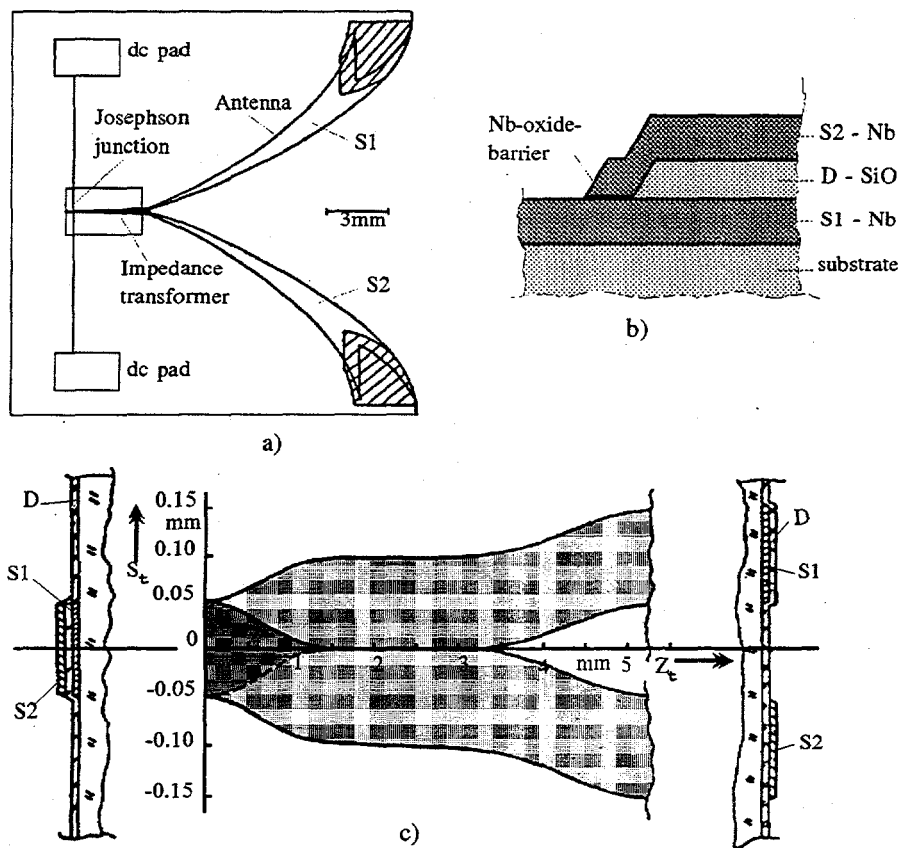 dc pad
Josephson
junction
Antenna
S1
3mm
Impedance
transformer
S2
dc pad
a)
Nb-oxide-
barrier
S2 - Nb
D - SiO
S1 - Nb
substrate
b)
D
S1
S2
S_t
0.15
mm
0.10
0.05
0
-0.05
-0.10
-0.15
1
2
3
4
mm
5
Z_t
D
S1
S2
c)